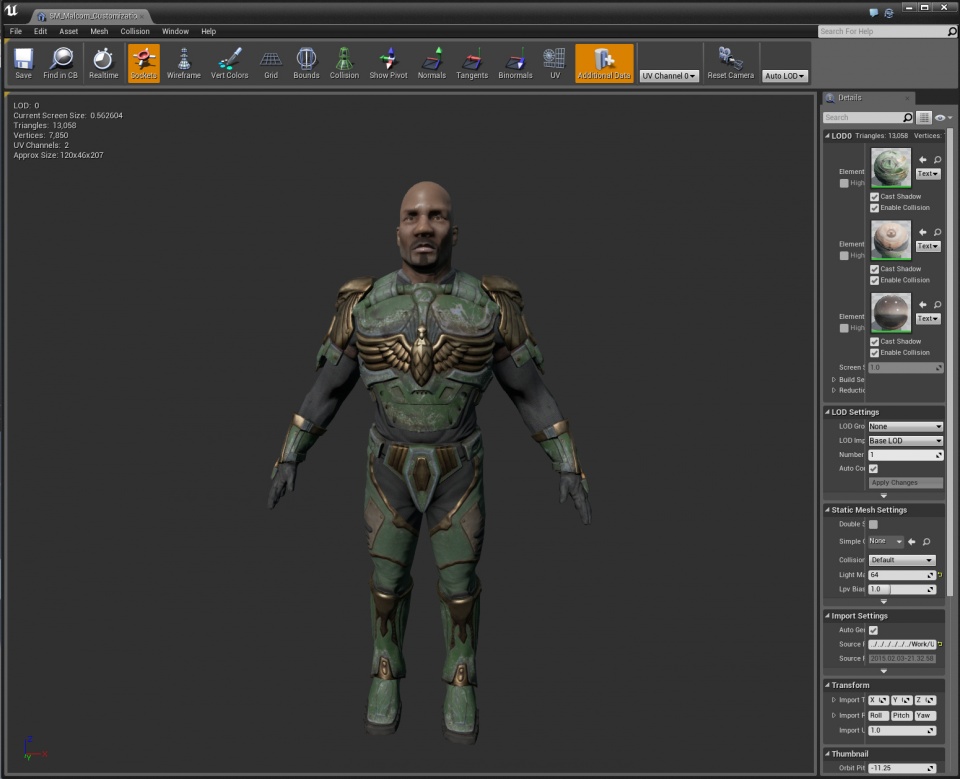 SM_Malcom_Customizatio
File Edit Asset Mesh Collision Window Help
Search For Help
Save Find in CB Realtime Sockets Wireframe Vert Colors Grid Bounds Collision Show Pivot Normals Tangents Binormals UV Additional Data UV Channel 0 Reset Camera Auto LOD
LOD: 0
Current Screen Size: 0.562604
Triangles: 13,058
Vertices: 7,850
UV Channels: 2
Approx Size: 120x46x207
Details
Search
LOD0 Triangles: 13,058 Vertices:
Element
High
Text
Cast Shadow
Enable Collision
Element
High
Text
Cast Shadow
Enable Collision
Element
High
Text
Cast Shadow
Enable Collision
Screen S 1.0
Build Se
Reductio
LOD Settings
LOD Gro None
LOD Imp Base LOD
Number 1
Auto Co
Apply Changes
Static Mesh Settings
Double S
Simple C None
Collision Default
Light Ma 64
Lpv Bias 1.0
Import Settings
Auto Ge
Source F ../../../../../../Work/U
Source F 2015.02.03-21.32.58
Transform
Import T X Y Z
Import R Roll Pitch Yaw
Import U 1.0
Thumbnail
Orbit Pit -11.25
Z
X
Y